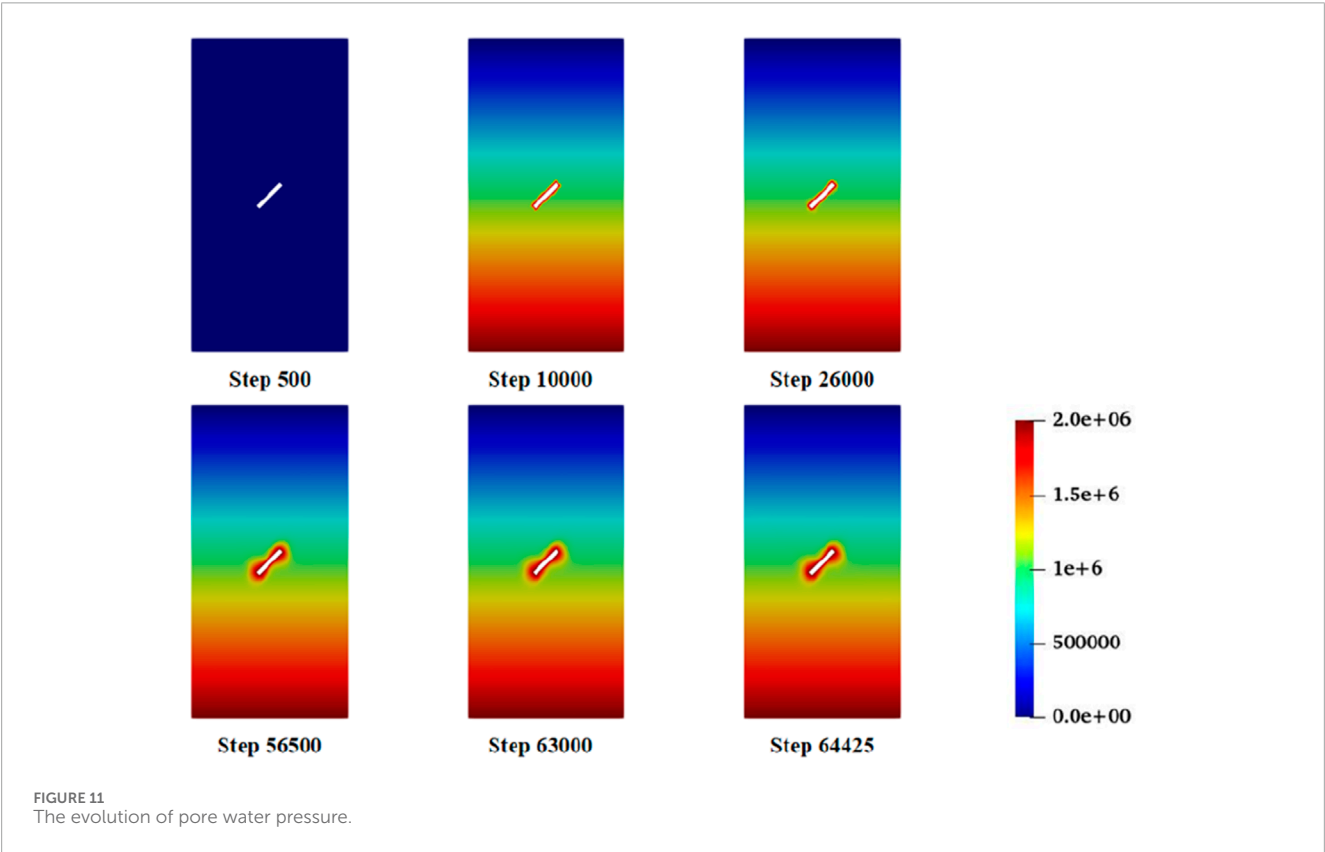 Step 500
Step 10000
Step 26000
Step 56500
Step 63000
Step 64425
2.0e+06
1.5e+6
1e+6
500000
0.0e+00
FIGURE 11
The evolution of pore water pressure.